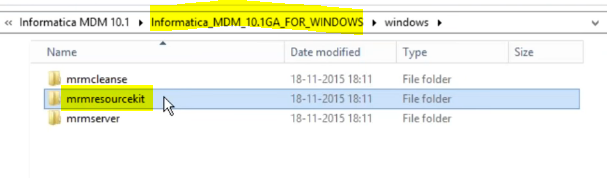 « Informatica MDM 10.1 ▸ Informatica_MDM_10.1GA_FOR_WINDOWS ▸ windows ▸
Name Date modified Type Size
mrmcleanse 18-11-2015 18:11 File folder
mrmresourcekit 18-11-2015 18:11 File folder
mrmserver 18-11-2015 18:11 File folder